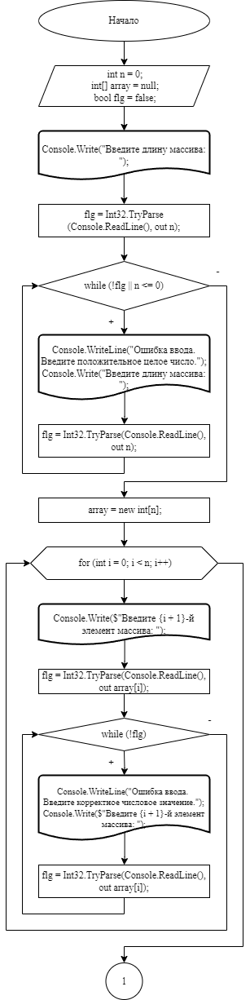 Начало
int n = 0;
int[] array = null;
bool flg = false;
Console.Write("Введите длину массива:
");
flg = Int32.TryParse
(Console.ReadLine(), out n);
while (!flg || n <= 0)
-
+
Console.WriteLine("Ошибка ввода.
Введите положительное целое число.");
Console.Write("Введите длину массива:
");
flg = Int32.TryParse(Console.ReadLine(),
out n);
array = new int[n];
for (int i = 0; i < n; i++)
Console.Write($"Введите {i + 1}-й
элемент массива: ");
flg = Int32.TryParse(Console.ReadLine(),
out array[i]);
while (!flg)
-
+
Console.WriteLine("Ошибка ввода.
Введите корректное числовое значение.");
Console.Write($"Введите {i + 1}-й элемент
массива: ");
flg = Int32.TryParse(Console.ReadLine(),
out array[i]);
1